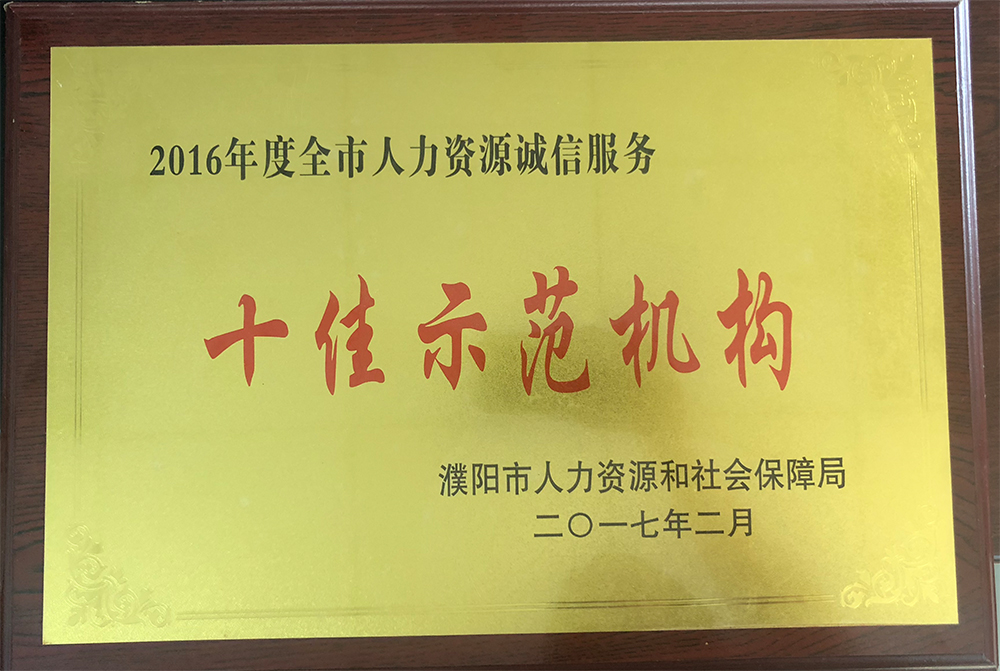 2016年度全市人力资源诚信服务
十佳示范机构
濮阳市人力资源和社会保障局
二〇一七年二月